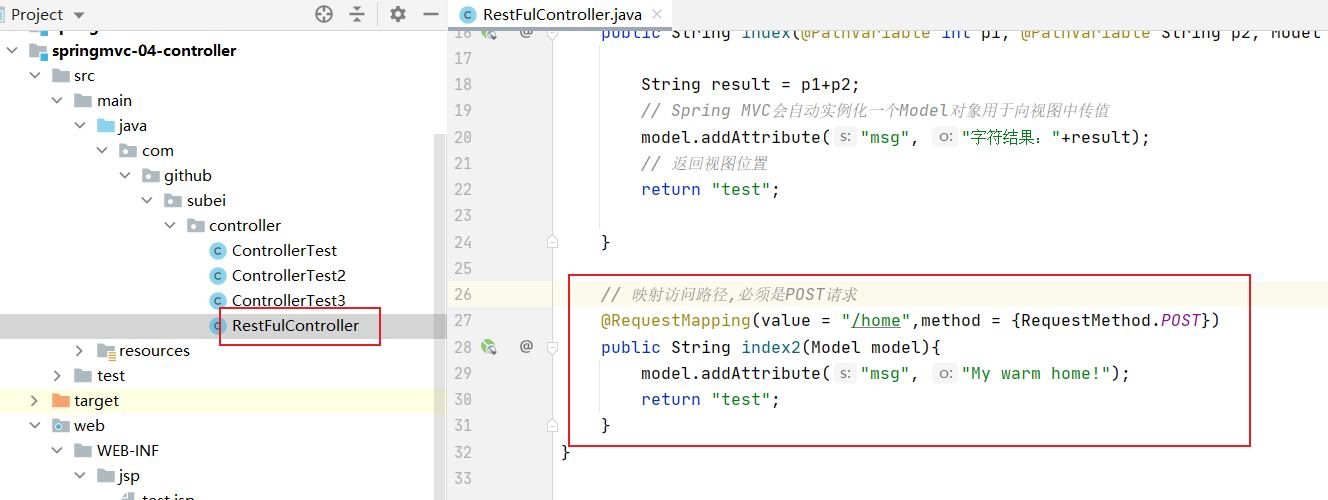 Project
springmvc-04-controller
src
main
java
com
github
subei
controller
ControllerTest
ControllerTest2
ControllerTest3
RestFulController
resources
test
target
web
WEB-INF
jsp
test.jsp
RestFulController.java
16 @ public String index(@PathVariable int p1, @PathVariable String p2, Model
17
18 String result = p1+p2;
19 // Spring MVC会自动实例化一个Model对象用于向视图中传值
20 model.addAttribute( s: "msg", o: "字符结果："+result);
21 // 返回视图位置
22 return "test";
23
24 }
25
26 // 映射访问路径,必须是POST请求
27 @RequestMapping(value = "/home",method = {RequestMethod.POST})
28 @ public String index2(Model model){
29 model.addAttribute( s: "msg", o: "My warm home!");
30 return "test";
31 }
32 }
33